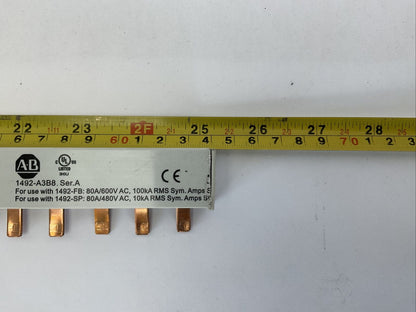 22 23 2F 25 26 27 28
6 7 8 9 60 1 2 3 4 5 6 7 8 9 70 1 2
AB
UL
LISTED
1492-A3B8, Ser.A
CE
For use with 1492-FB: 80A/600V AC, 100kA RMS Sym. Amps
For use with 1492-SP: 80A/480V AC, 10kA RMS Sym. Amps